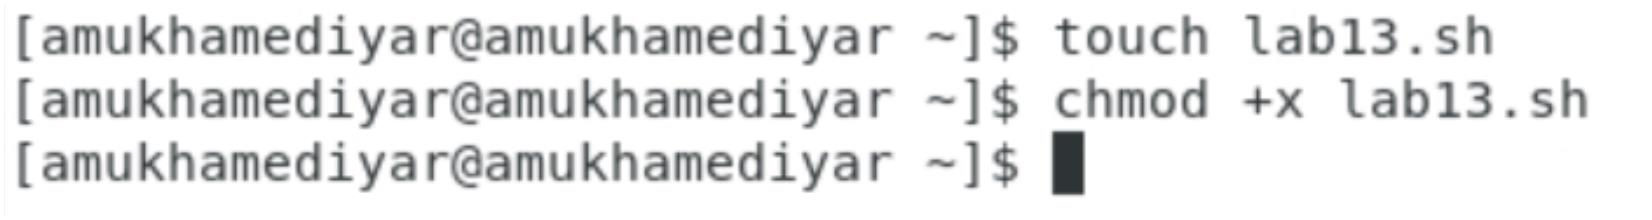 [amukhamediyar@amukhamediyar ~]$ touch lab13.sh
[amukhamediyar@amukhamediyar ~]$ chmod +x lab13.sh
[amukhamediyar@amukhamediyar ~]$